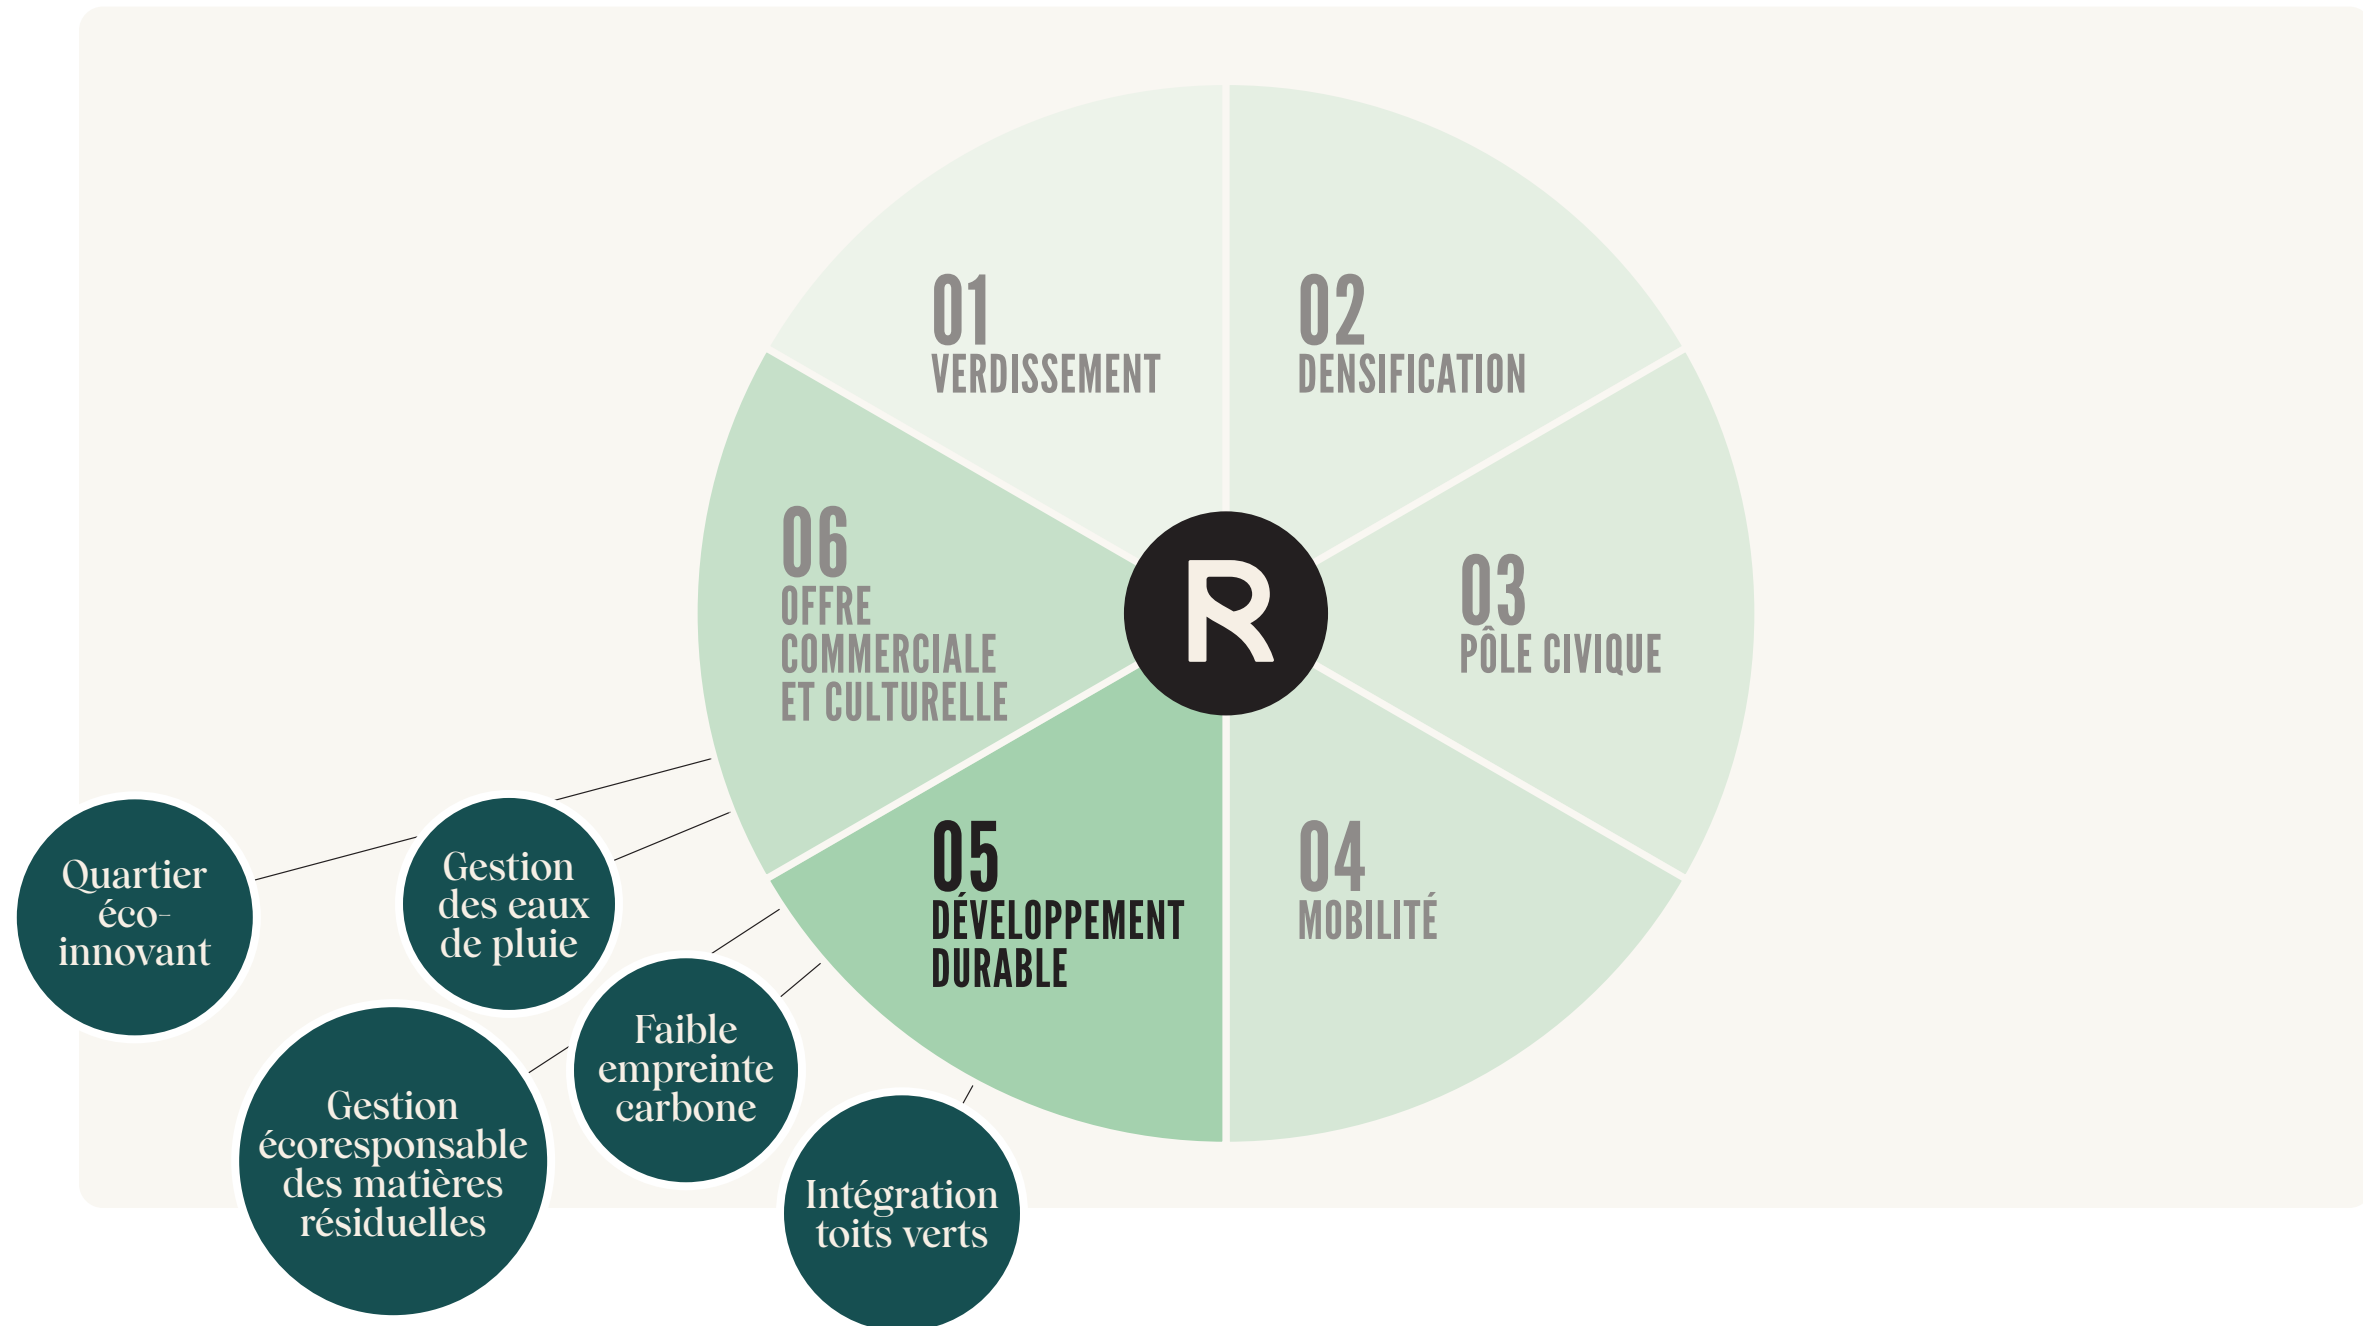 01
VERDISSEMENT
02
DENSIFICATION
03
PÔLE CIVIQUE
04
MOBILITÉ
05
DÉVELOPPEMENT
DURABLE
06
OFFRE
COMMERCIALE
ET CULTURELLE
R
Quartier
éco-
innovant
Gestion
des eaux
de pluie
Gestion
écoresponsable
des matières
résiduelles
Faible
empreinte
carbone
Intégration
toits verts